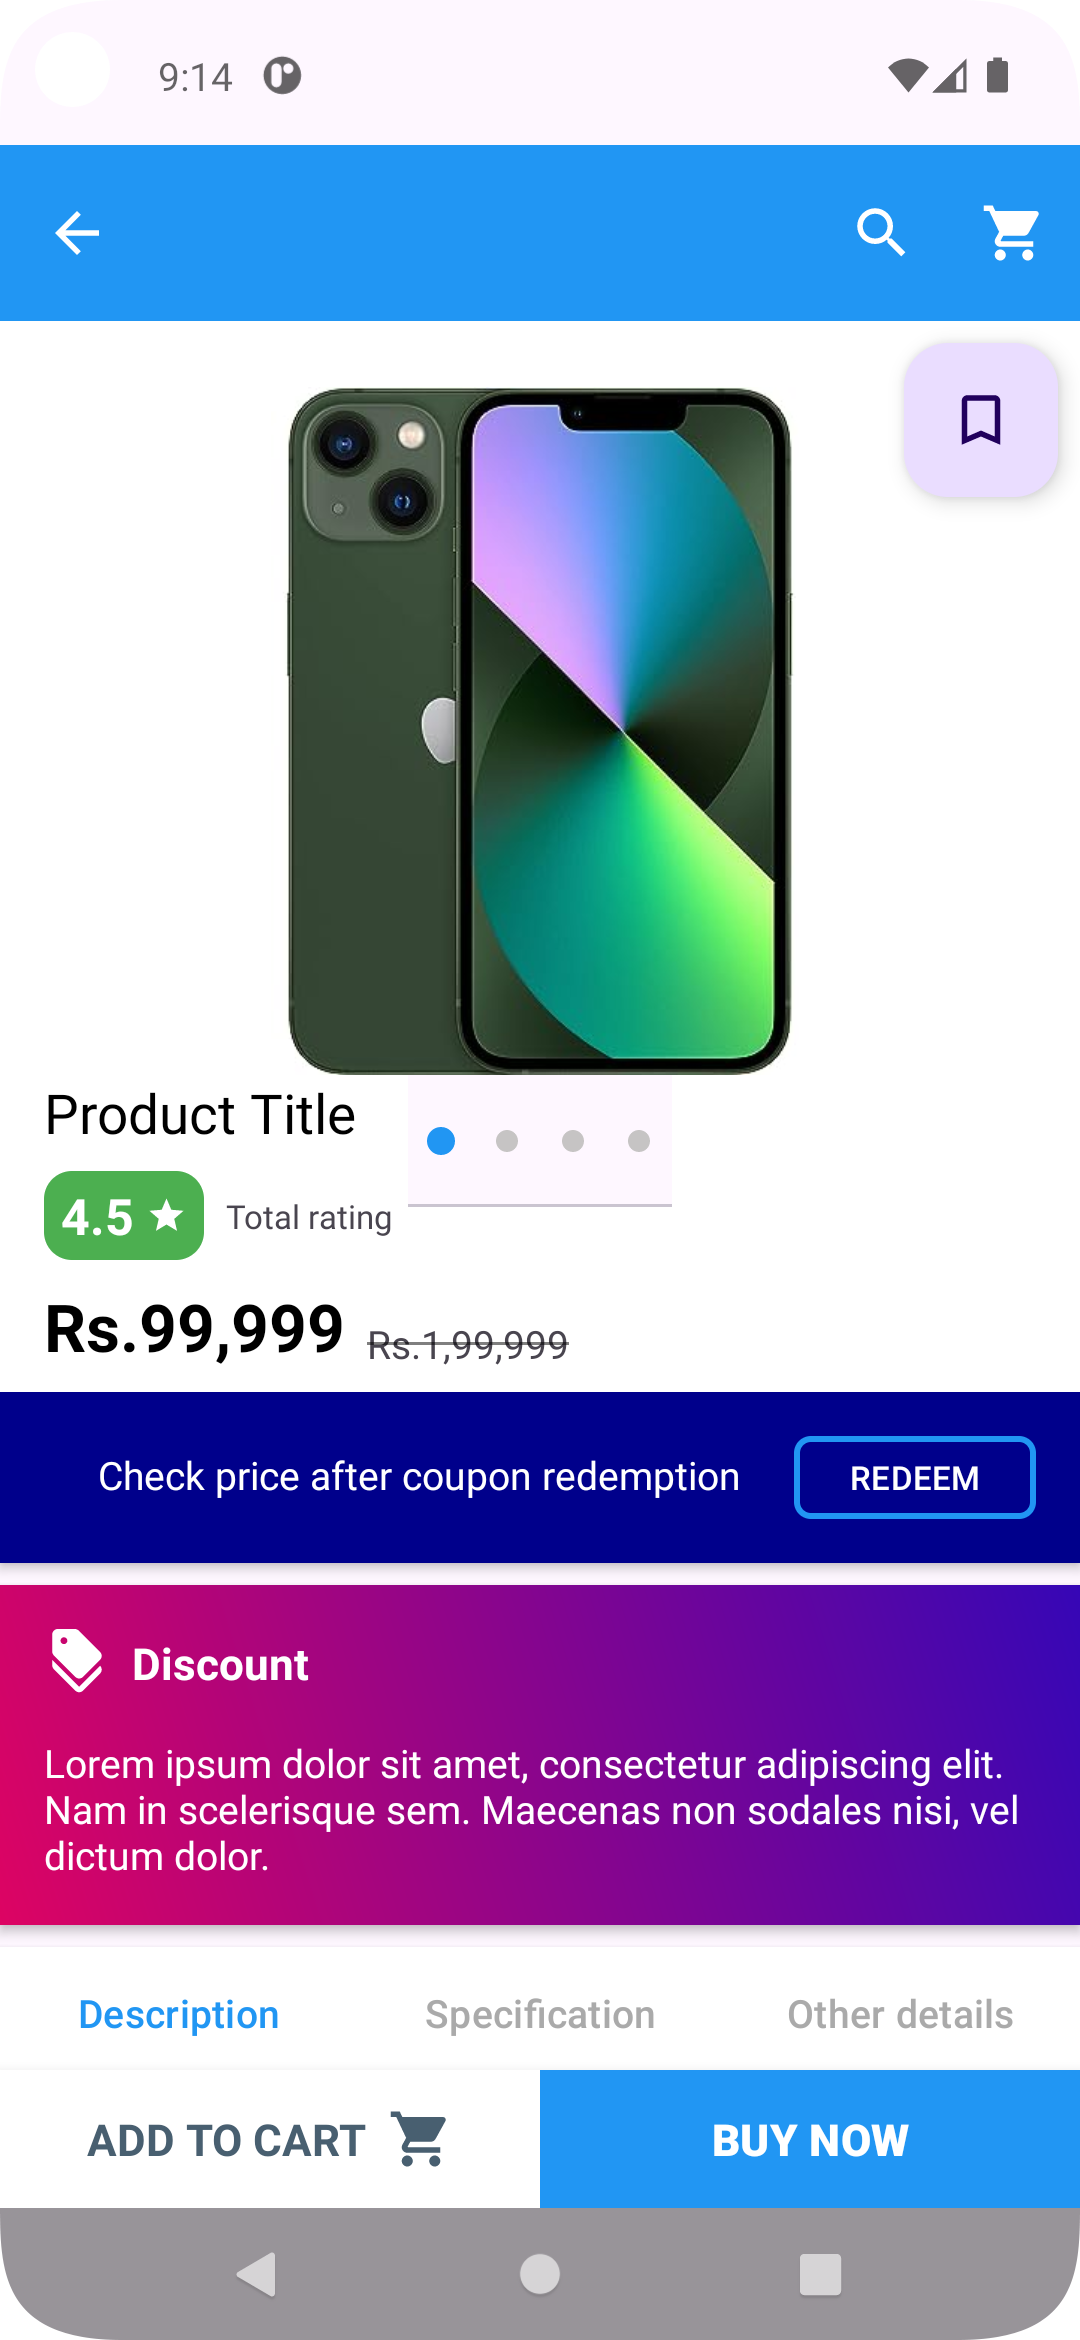 9:14
Product Title
4.5 Total rating
Rs.99,999 Rs.1,99,999
Check price after coupon redemption REDEEM
Discount
Lorem ipsum dolor sit amet, consectetur adipiscing elit.
Nam in scelerisque sem. Maecenas non sodales nisi, vel
dictum dolor.
Description Specification Other details
ADD TO CART BUY NOW